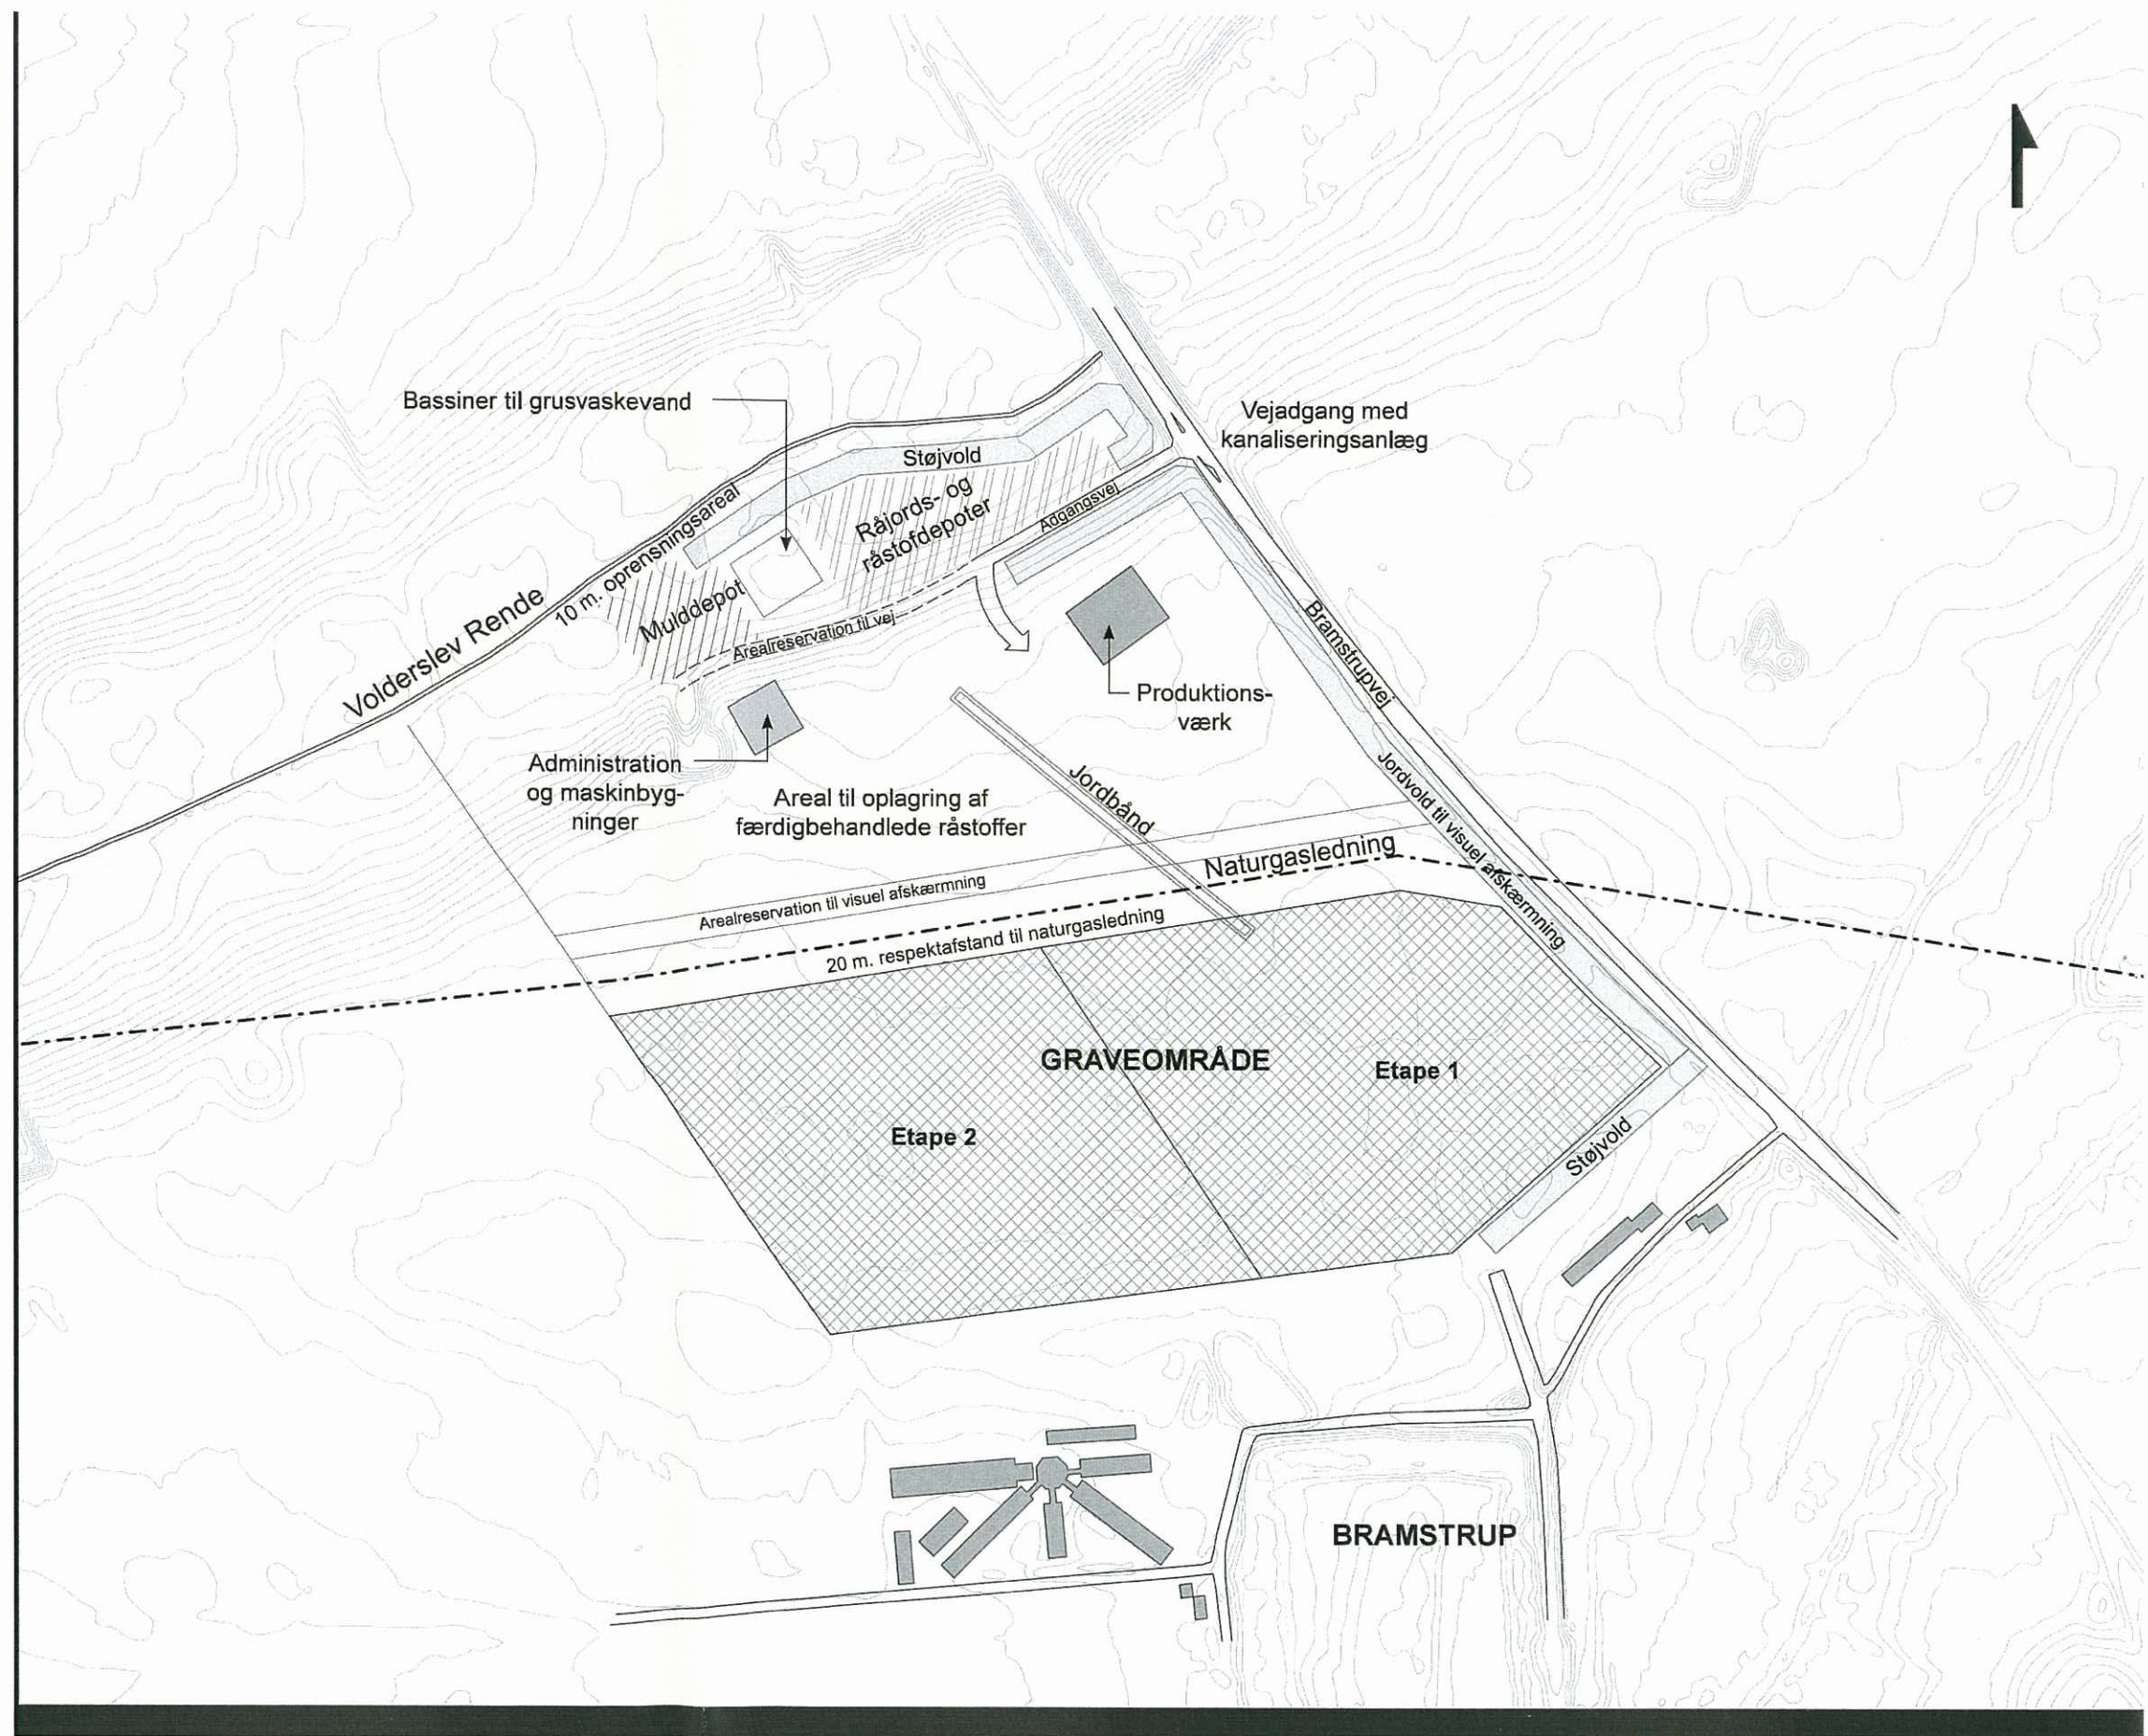 Bassiner til grusvaskevand
Vejadgang med
kanaliseringsanlæg
Støjvold
Råjords- og
råstofdepoter
Adgangsvej
10 m. oprensningsareal
Mulddepot
Volderslev Rende
Arealreservation til vej
Bramstrupvej
Produktions-
værk
Administration
og maskinbyg-
ninger
Areal til oplagring af
færdigbehandlede råstoffer
Jordbånd
Jordvold til visuel afskærmning
Naturgasledning
Arealreservation til visuel afskærmning
20 m. respektafstand til naturgasledning
GRAVEOMRÅDE
Etape 1
Etape 2
Støjvold
BRAMSTRUP